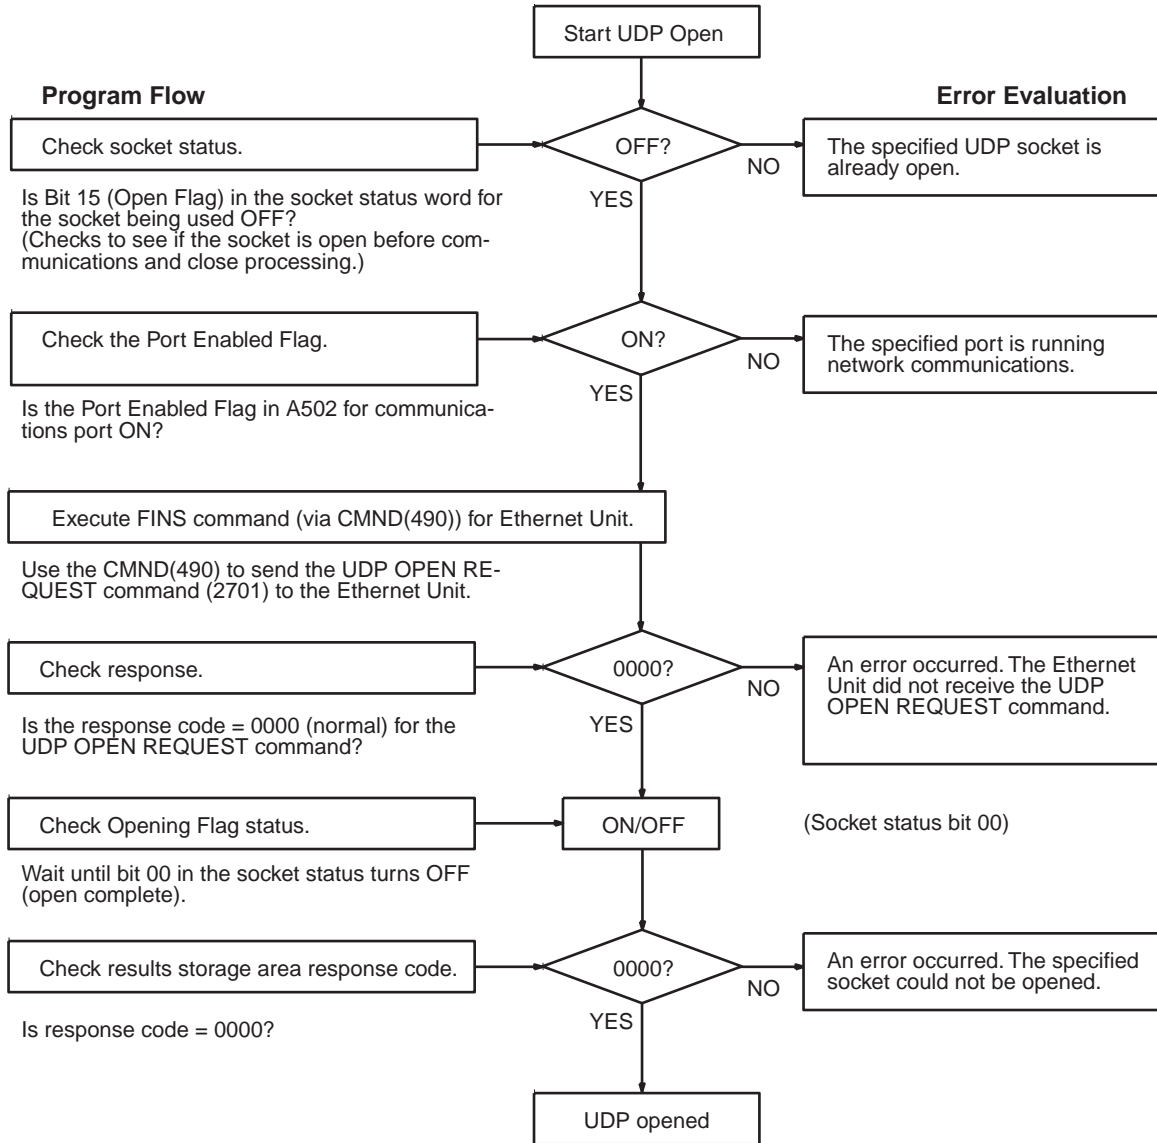 Start UDP Open
Program Flow
Error Evaluation
Check socket status.
OFF?
NO
YES
The specified UDP socket is
already open.
Is Bit 15 (Open Flag) in the socket status word for
the socket being used OFF?
(Checks to see if the socket is open before com-
munications and close processing.)
Check the Port Enabled Flag.
ON?
NO
YES
The specified port is running
network communications.
Is the Port Enabled Flag in A502 for communica-
tions port ON?
Execute FINS command (via CMND(490)) for Ethernet Unit.
Use the CMND(490) to send the UDP OPEN RE-
QUEST command (2701) to the Ethernet Unit.
Check response.
0000?
NO
YES
An error occurred. The Ethernet
Unit did not receive the UDP
OPEN REQUEST command.
Is the response code = 0000 (normal) for the
UDP OPEN REQUEST command?
Check Opening Flag status.
ON/OFF
(Socket status bit 00)
Wait until bit 00 in the socket status turns OFF
(open complete).
Check results storage area response code.
0000?
NO
YES
An error occurred. The specified
socket could not be opened.
Is response code = 0000?
UDP opened